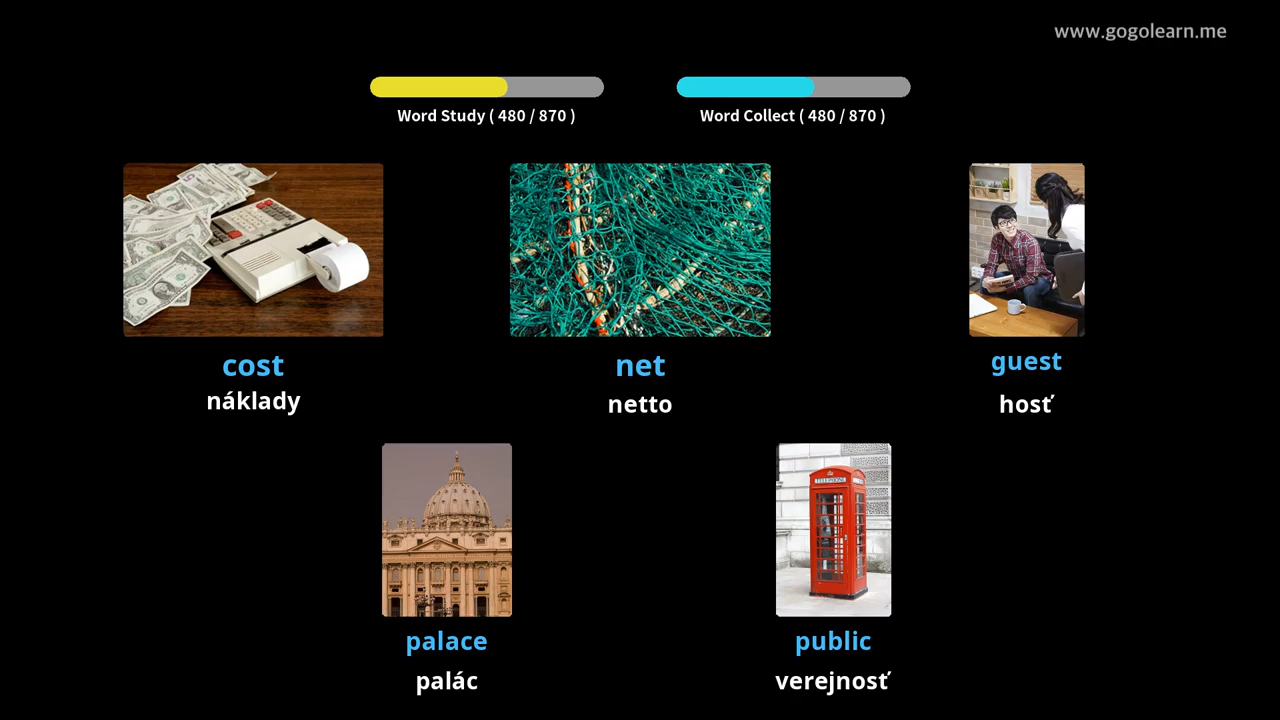 www.gogolearn.me
Word Study ( 480 / 870 )
Word Collect ( 480 / 870 )
cost
náklady
net
netto
guest
hosť
TELEPHONE
palace
palác
public
verejnosť